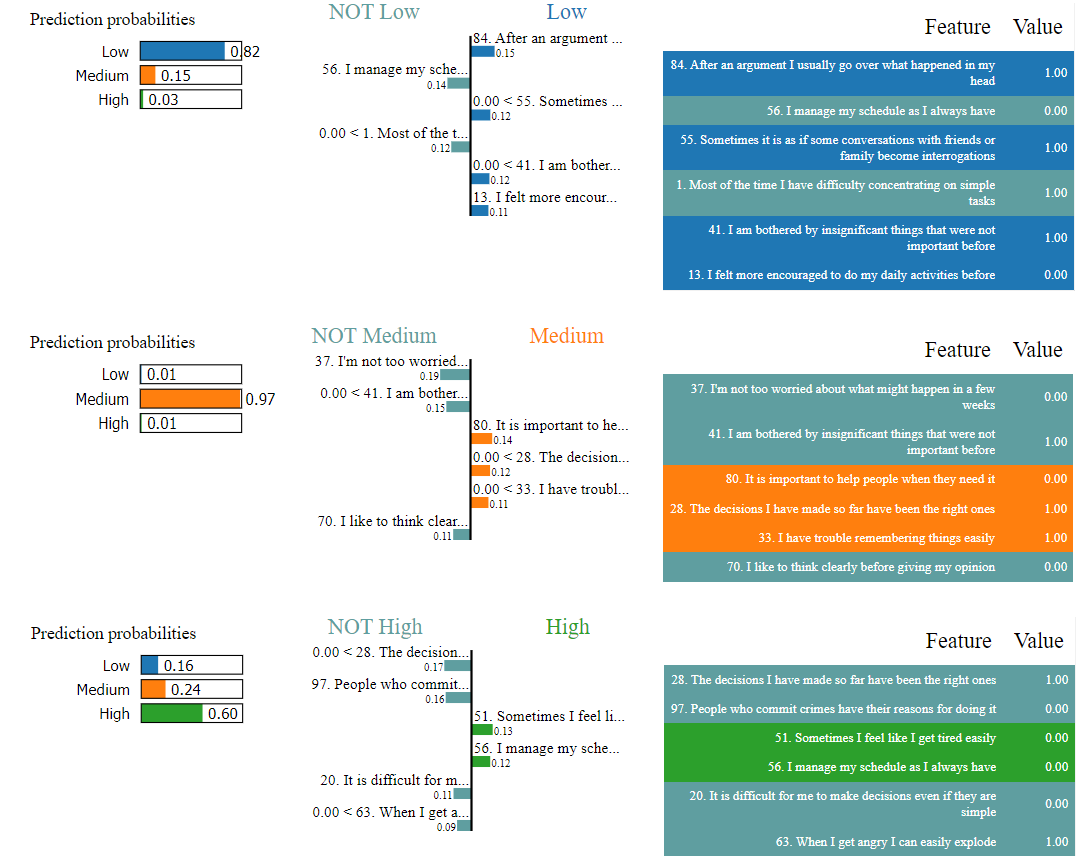 Prediction probabilities
Low 0.82
Medium 0.15
High 0.03
NOT Low Low
84. After an argument ...
0.15
56. I manage my sche...
0.14
0.00 < 55. Sometimes ...
0.12
0.00 < 1. Most of the t...
0.12
0.00 < 41. I am bother...
0.12
13. I felt more encour...
0.11
Feature Value
84. After an argument I usually go over what happened in my
head 1.00
56. I manage my schedule as I always have 0.00
55. Sometimes it is as if some conversations with friends or
family become interrogations 1.00
1. Most of the time I have difficulty concentrating on simple
tasks 1.00
41. I am bothered by insignificant things that were not
important before 1.00
13. I felt more encouraged to do my daily activities before 0.00
Prediction probabilities
Low 0.01
Medium 0.97
High 0.01
NOT Medium Medium
37. I'm not too worried...
0.19
0.00 < 41. I am bother...
0.15
80. It is important to he...
0.14
0.00 < 28. The decision...
0.12
0.00 < 33. I have troubl...
0.11
70. I like to think clear...
0.11
Feature Value
37. I'm not too worried about what might happen in a few
weeks 0.00
41. I am bothered by insignificant things that were not
important before 1.00
80. It is important to help people when they need it 0.00
28. The decisions I have made so far have been the right ones 1.00
33. I have trouble remembering things easily 1.00
70. I like to think clearly before giving my opinion 0.00
Prediction probabilities
Low 0.16
Medium 0.24
High 0.60
NOT High High
0.00 < 28. The decision...
0.17
97. People who commit...
0.16
51. Sometimes I feel li...
0.13
56. I manage my sche...
0.12
20. It is difficult for m...
0.11
0.00 < 63. When I get a...
0.09
Feature Value
28. The decisions I have made so far have been the right ones 1.00
97. People who commit crimes have their reasons for doing it 0.00
51. Sometimes I feel like I get tired easily 0.00
56. I manage my schedule as I always have 0.00
20. It is difficult for me to make decisions even if they are
simple 0.00
63. When I get angry I can easily explode 1.00